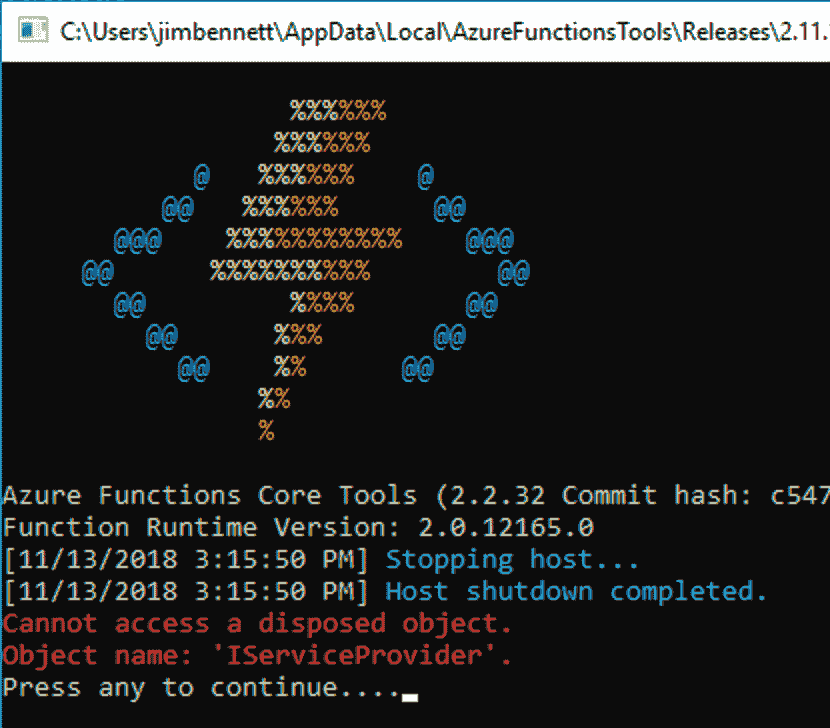 C:\Users\jimbennett\AppData\Local\AzureFunctionsTools\Releases\2.11.
%%%%%%
%%%%%%
@ %%%%%% @
@@ %%%%%% @@
@@@ %%%%%%%%%%% @@@
@@ %%%%%%%%%% @@
@@ %%%% @@
@@ %%% @@
@@ %% @@
%%
%
Azure Functions Core Tools (2.2.32 Commit hash: c547
Function Runtime Version: 2.0.12165.0
[11/13/2018 3:15:50 PM] Stopping host...
[11/13/2018 3:15:50 PM] Host shutdown completed.
Cannot access a disposed object.
Object name: 'IServiceProvider'.
Press any to continue....